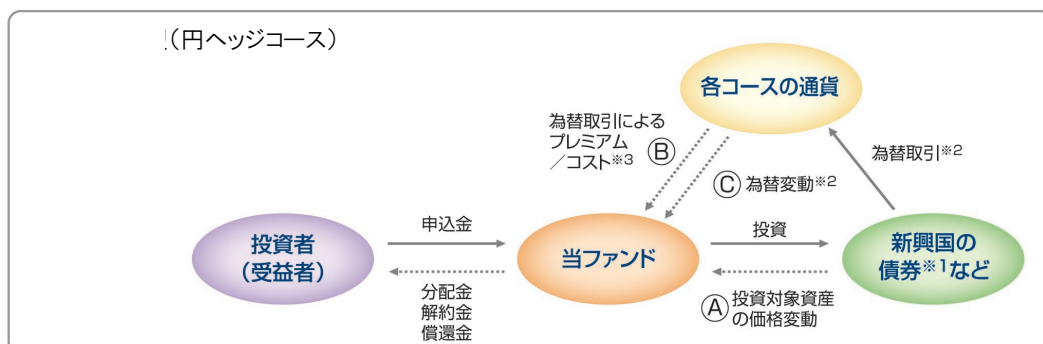 （円ヘッジコース）
各コースの通貨
為替取引による
プレミアム
／コスト※3 Ⓑ
為替取引※2
Ⓒ 為替変動※2
投資者
（受益者）
申込金
当ファンド
投資
新興国の
債券※1など
分配金
解約金
償還金
Ⓐ 投資対象資産
の価格変動